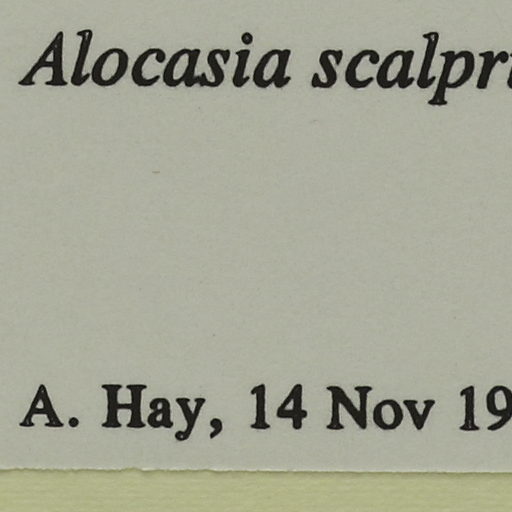 Alocasia scalpr
A. Hay, 14 Nov 19